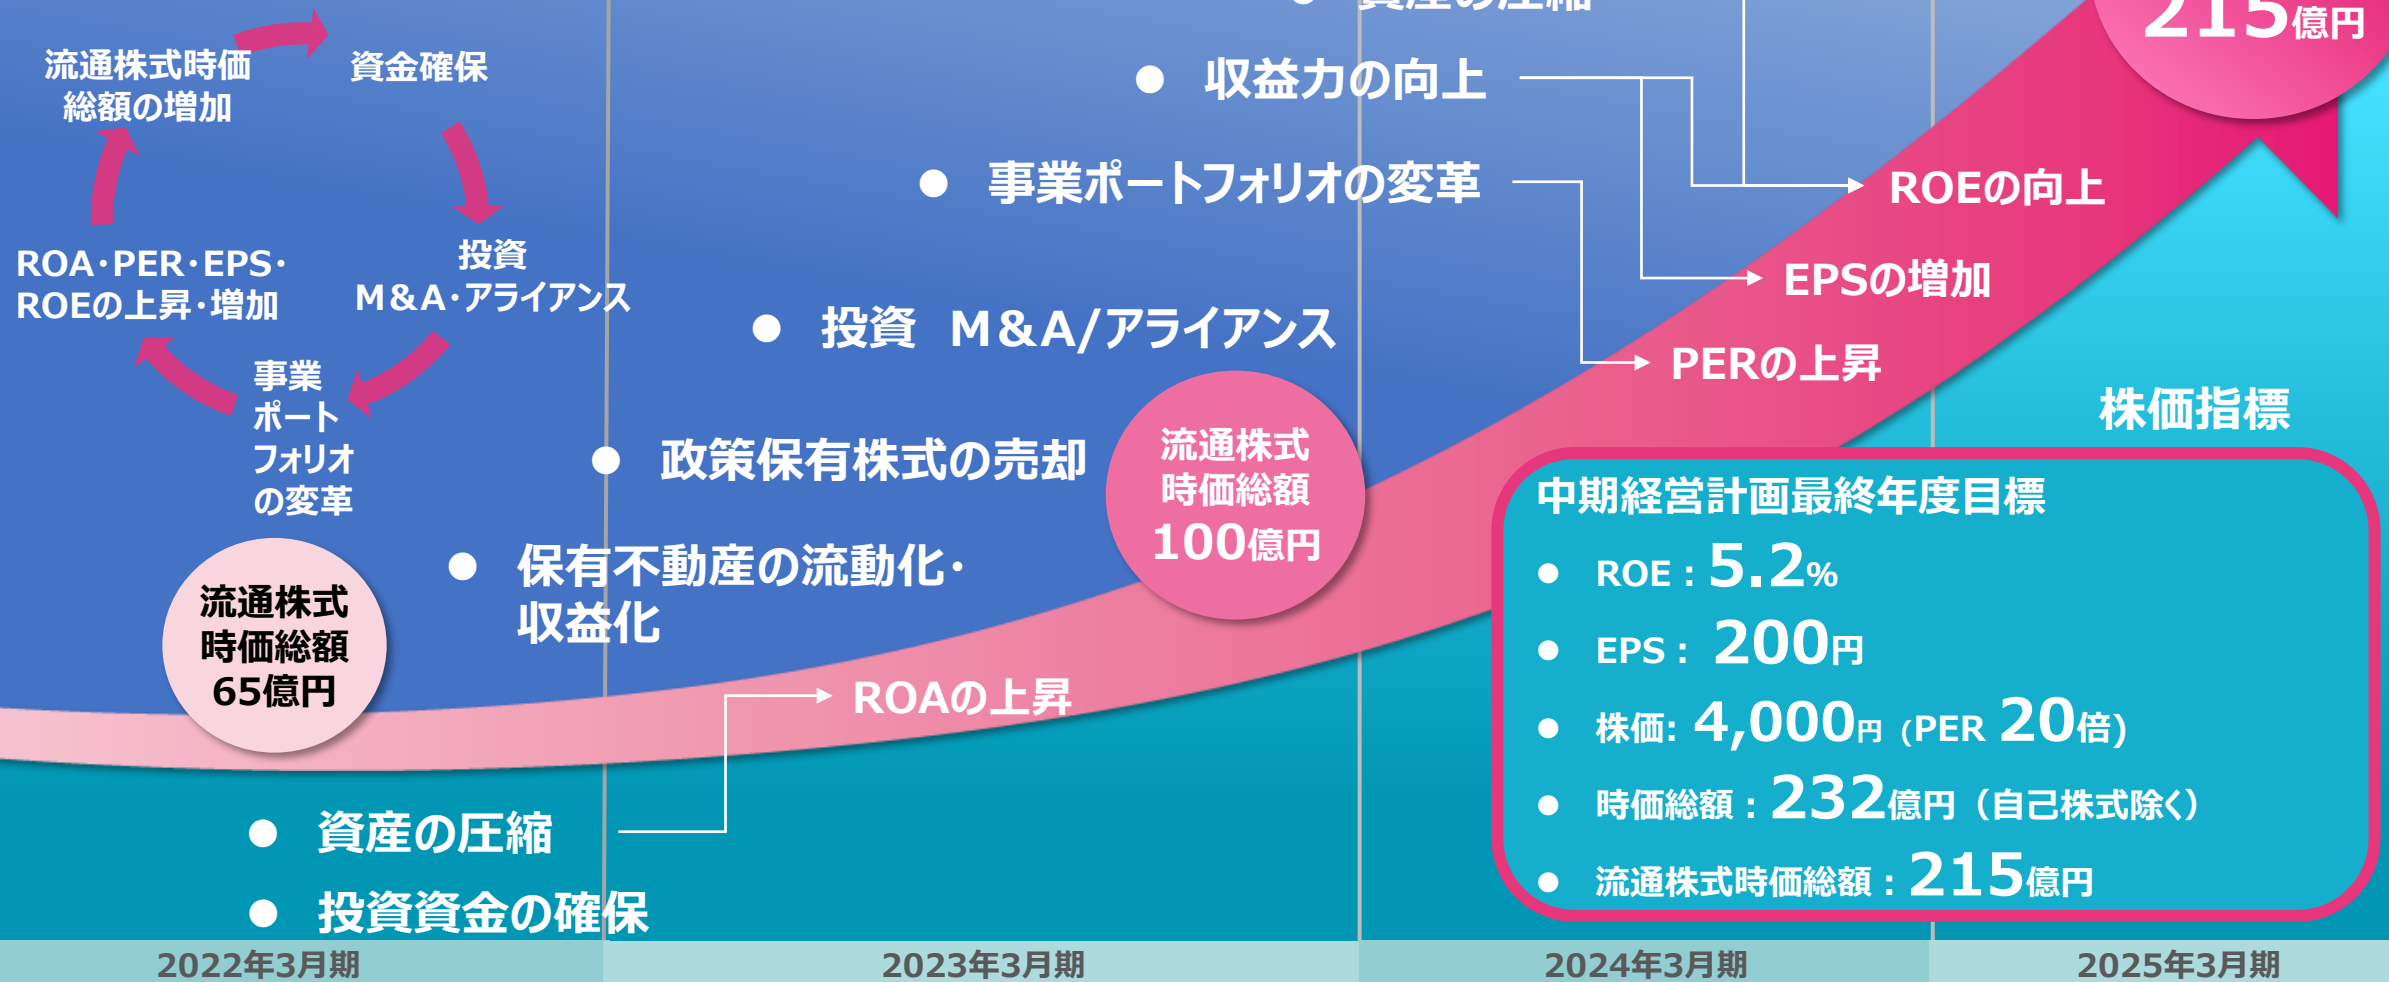 資産の圧縮
215億円
流通株式時価
総額の増加
資金確保
投資
M&A・アライアンス
事業
ポート
フォリオ
の変革
ROA・PER・EPS・
ROEの上昇・増加
● 収益力の向上
● 事業ポートフォリオの変革
● 投資 M&A/アライアンス
● 政策保有株式の売却
● 保有不動産の流動化・
収益化
ROEの向上
EPSの増加
PERの上昇
ROAの上昇
流通株式
時価総額
65億円
流通株式
時価総額
100億円
● 資産の圧縮
● 投資資金の確保
株価指標
中期経営計画最終年度目標
● ROE：5.2%
● EPS： 200円
● 株価: 4,000円（PER 20倍）
● 時価総額：232億円（自己株式除く）
● 流通株式時価総額：215億円
2022年3月期
2023年3月期
2024年3月期
2025年3月期